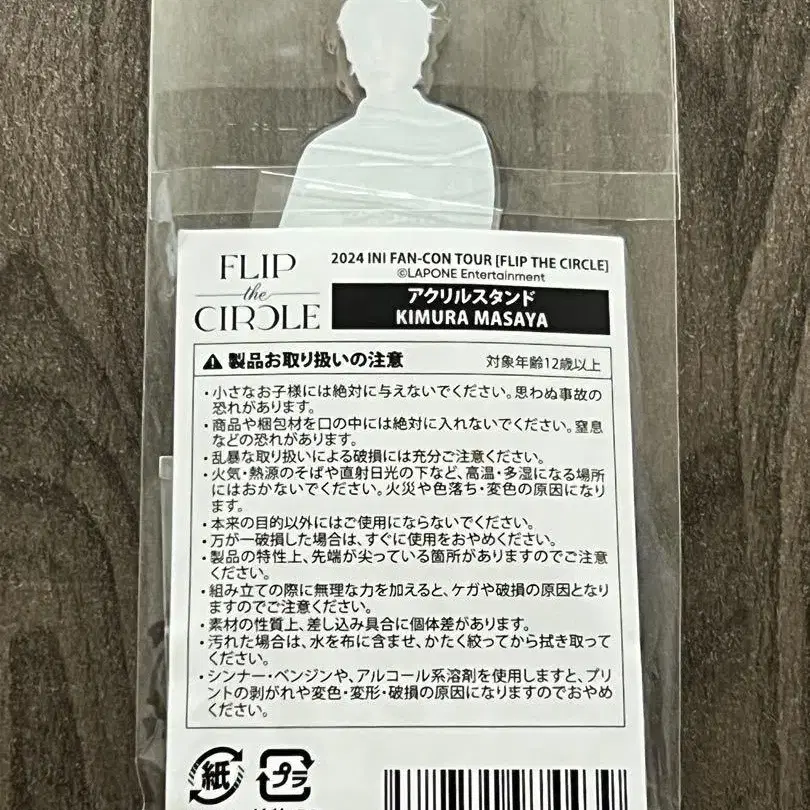 FLIP
the
CIRCLE
2024 INI FAN-CON TOUR [FLIP THE CIRCLE]
©LAPONE Entertainment
アクリルスタンド
KIMURA MASAYA
製品お取り扱いの注意
対象年齢12歳以上
・小さなお子様には絶対に与えないでください。思わぬ事故の
恐れがあります。
・商品や梱包材を口の中には絶対に入れないでください。窒息
などの恐れがあります。
・乱暴な取り扱いによる破損には充分ご注意ください。
・火気・熱源のそばや直射日光の下など、高温・多湿になる場所
にはおかないでください。火災や色落ち・変色の原因になり
ます。
・本来の目的以外にはご使用にならないでください。
・万が一破損した場合は、すぐに使用をおやめください。
・製品の特性上、先端が尖っている箇所がありますのでご注意
ください。
・組み立ての際に無理な力を加えると、ケガや破損の原因となり
ますのでご注意ください。
・素材の性質上、差し込み具合に個体差があります。
・汚れた場合は、水を布に含ませ、かたく絞ってから拭き取って
ください。
・シンナー・ベンジンや、アルコール系溶剤を使用しますと、プリ
ントの剥がれや変色・変形・破損の原因になりますのでおやめ
ください。
紙
プラ